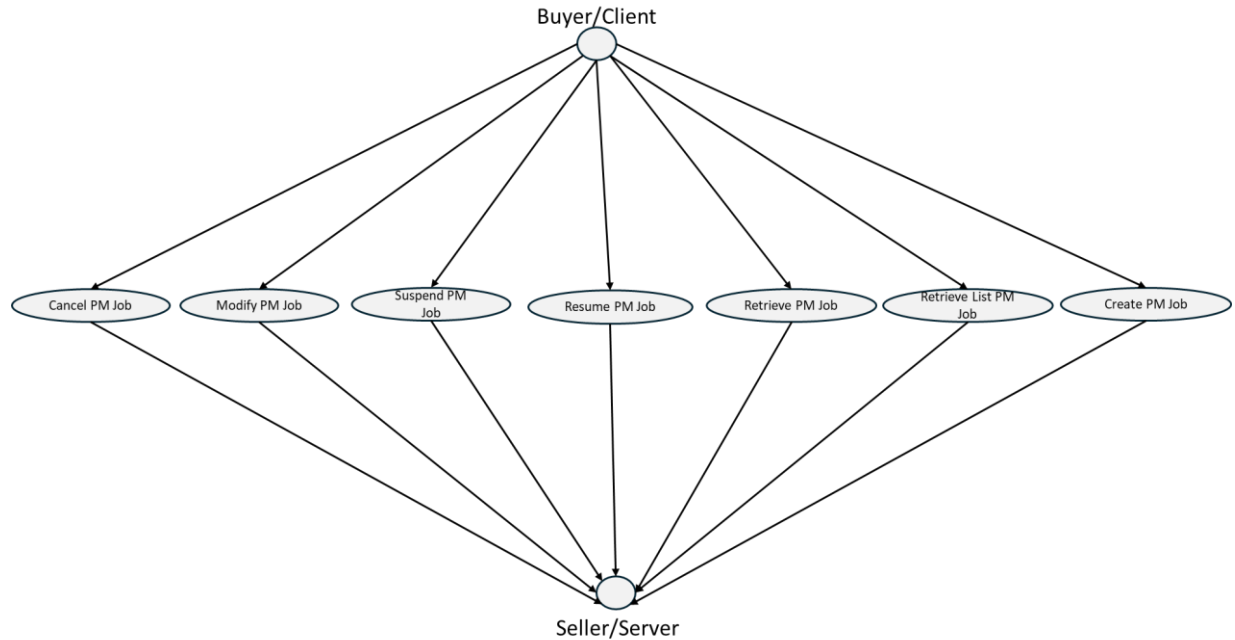 Buyer/Client
Cancel PM Job
Modify PM Job
Suspend PM
Job
Resume PM Job
Retrieve PM Job
Retrieve List PM
Job
Create PM Job
Seller/Server